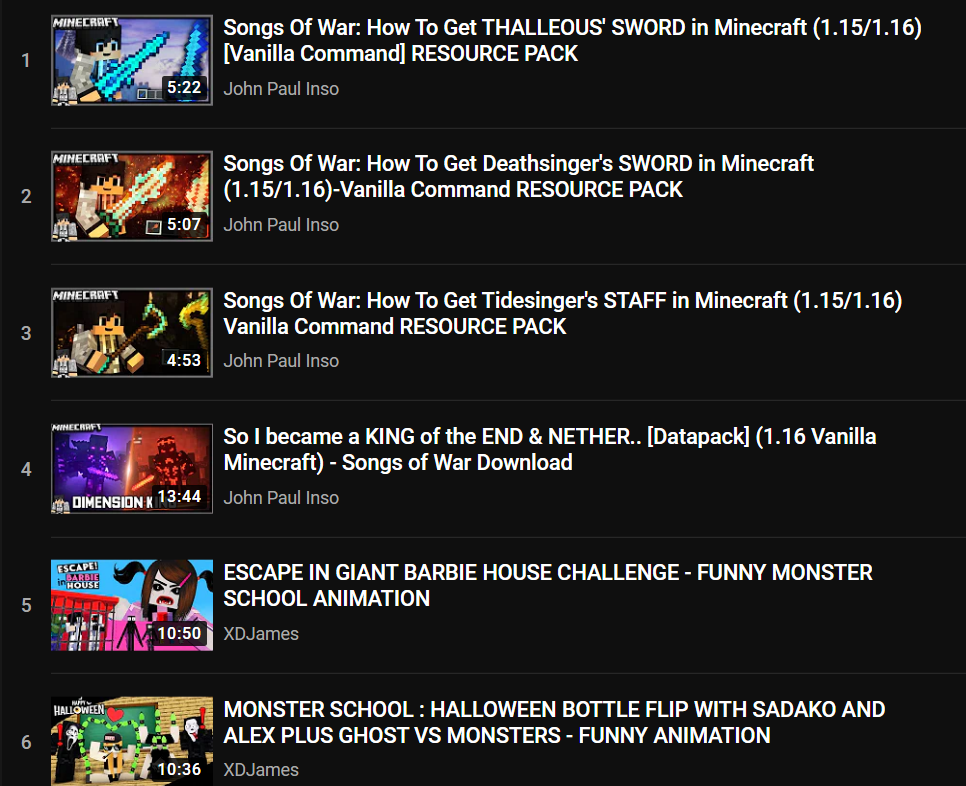 1
MINECRAFT
5:22
Songs Of War: How To Get THALLEOUS' SWORD in Minecraft (1.15/1.16)
[Vanilla Command] RESOURCE PACK
John Paul Inso
2
MINECRAFT
5:07
Songs Of War: How To Get Deathsinger's SWORD in Minecraft
(1.15/1.16)-Vanilla Command RESOURCE PACK
John Paul Inso
3
MINECRAFT
4:53
Songs Of War: How To Get Tidesinger's STAFF in Minecraft (1.15/1.16)
Vanilla Command RESOURCE PACK
John Paul Inso
4
MINECRAFT
DIMENSION
13:44
So I became a KING of the END & NETHER.. [Datapack] (1.16 Vanilla
Minecraft) - Songs of War Download
John Paul Inso
5
ESCAPE!
in BARBIE
HOUSE
10:50
ESCAPE IN GIANT BARBIE HOUSE CHALLENGE - FUNNY MONSTER
SCHOOL ANIMATION
XDJames
6
HAPPY
HALLOWEEN
10:36
MONSTER SCHOOL : HALLOWEEN BOTTLE FLIP WITH SADAKO AND
ALEX PLUS GHOST VS MONSTERS - FUNNY ANIMATION
XDJames